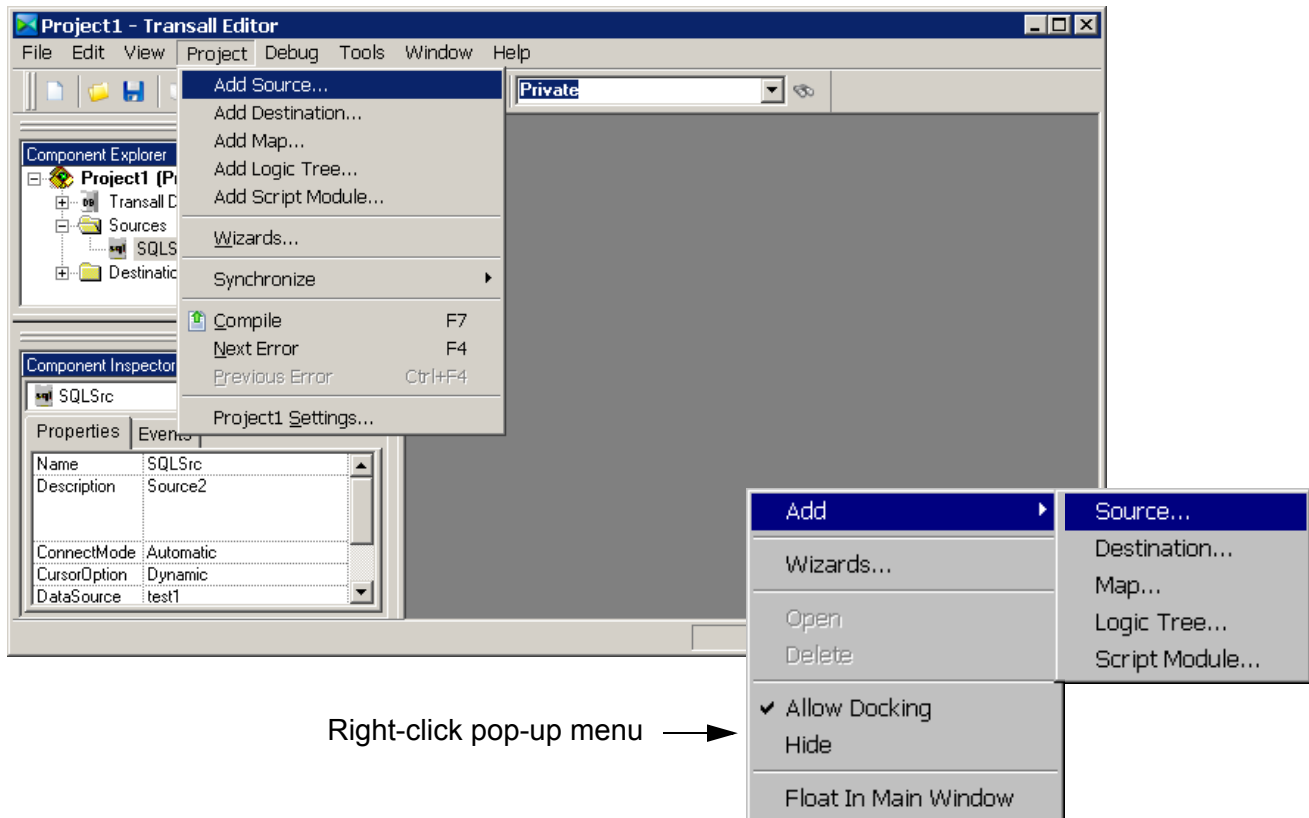 Project1 - Transall Editor
File Edit View Project Debug Tools Window Help
Private
Add Source...
Add Destination...
Add Map...
Add Logic Tree...
Add Script Module...
Wizards...
Synchronize
Compile F7
Next Error F4
Previous Error Ctrl+F4
Project1 Settings...
Component Explorer
Project1
Transall
DB
Sources
sql
Component Inspector
sql SQLSrc
Properties Events
Name SQLSrc
Description Source2
ConnectMode Automatic
CursorOption Dynamic
DataSource test1
Add
Wizards...
Open
Delete
Allow Docking
Hide
Float In Main Window
Source...
Destination...
Map...
Logic Tree...
Script Module...
Right-click pop-up menu